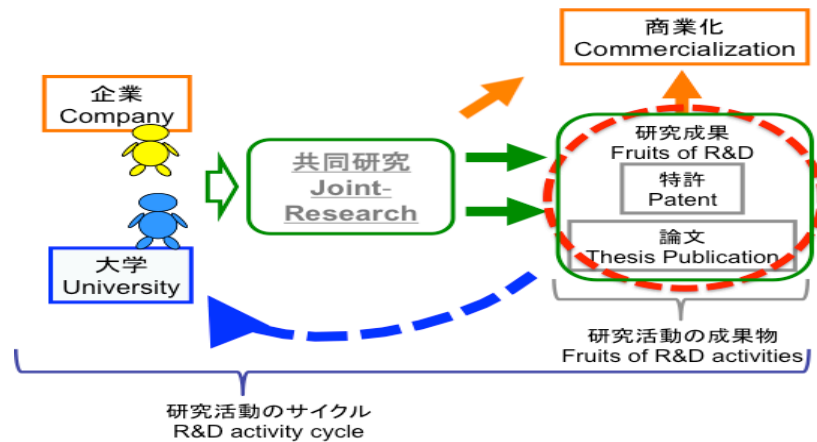 商業化
Commercialization
企業
Company
共同研究
Joint-
Research
研究成果
Fruits of R&D
特許
Patent
論文
Thesis Publication
大学
University
研究活動の成果物
Fruits of R&D activities
研究活動のサイクル
R&D activity cycle